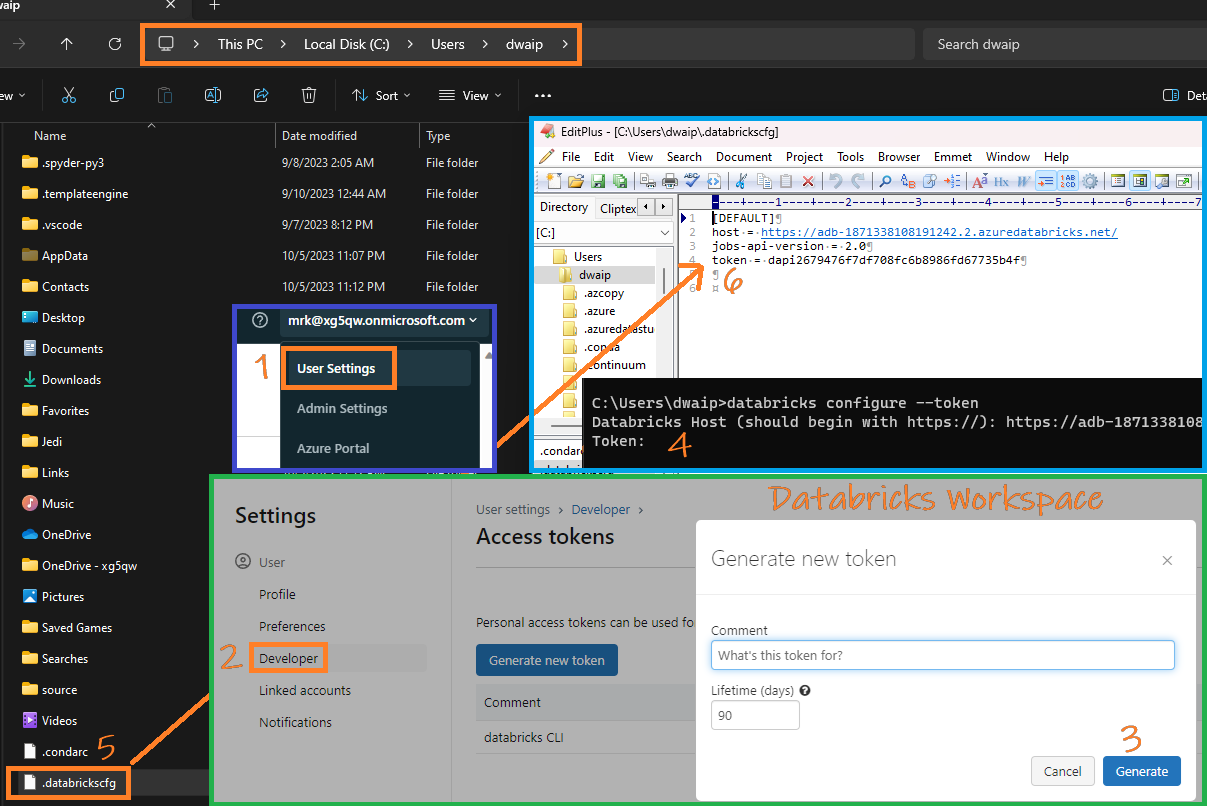 waip
This PC > Local Disk (C:) > Users > dwaip >
Search dwaip
ew
Sort
View
Det
Name
Date modified
Type
.spyder-py3 9/8/2023 2:05 AM File folder
.templateengine 9/10/2023 12:44 AM File folder
.vscode 9/7/2023 8:12 PM File folder
AppData 10/5/2023 11:07 PM File folder
Contacts 10/5/2023 11:12 PM File folder
Desktop
Documents
Downloads
Favorites
Jedi
Links
Music
OneDrive
OneDrive - xg5qw
Pictures
Saved Games
Searches
source
Videos
.condarc 5
.databrickscfg
mrk@xg5qw.onmicrosoft.com
1 User Settings
Admin Settings
Azure Portal
EditPlus - [C:\Users\dwaip\.databrickscfg]
File Edit View Search Document Project Tools Browser Emmet Window Help
Directory Cliptex
[C:]
Users
dwaip
.azcopy
.azure
.azuredatastu
.conda
.continuum
.condarc
----+----1----+----2----+----3----+----4----+----5----+----6----+----7
1 [DEFAULT]¶
2 host = https://adb-1871338108191242.2.azuredatabricks.net/
3 jobs-api-version = 2.0¶
4 token = dapi2679476f7df708fc6b8986fd67735b4f¶
5 ¶
6 ¤
6
C:\Users\dwaip>databricks configure --token
Databricks Host (should begin with https://): https://adb-1871338108
Token: 4
Databricks Workspace
Settings
User
Profile
Preferences
2 Developer
Linked accounts
Notifications
User settings > Developer >
Access tokens
Personal access tokens can be used fo
Generate new token
Comment
databricks CLI
Generate new token
Comment
What's this token for?
Lifetime (days)
90
3
Cancel
Generate